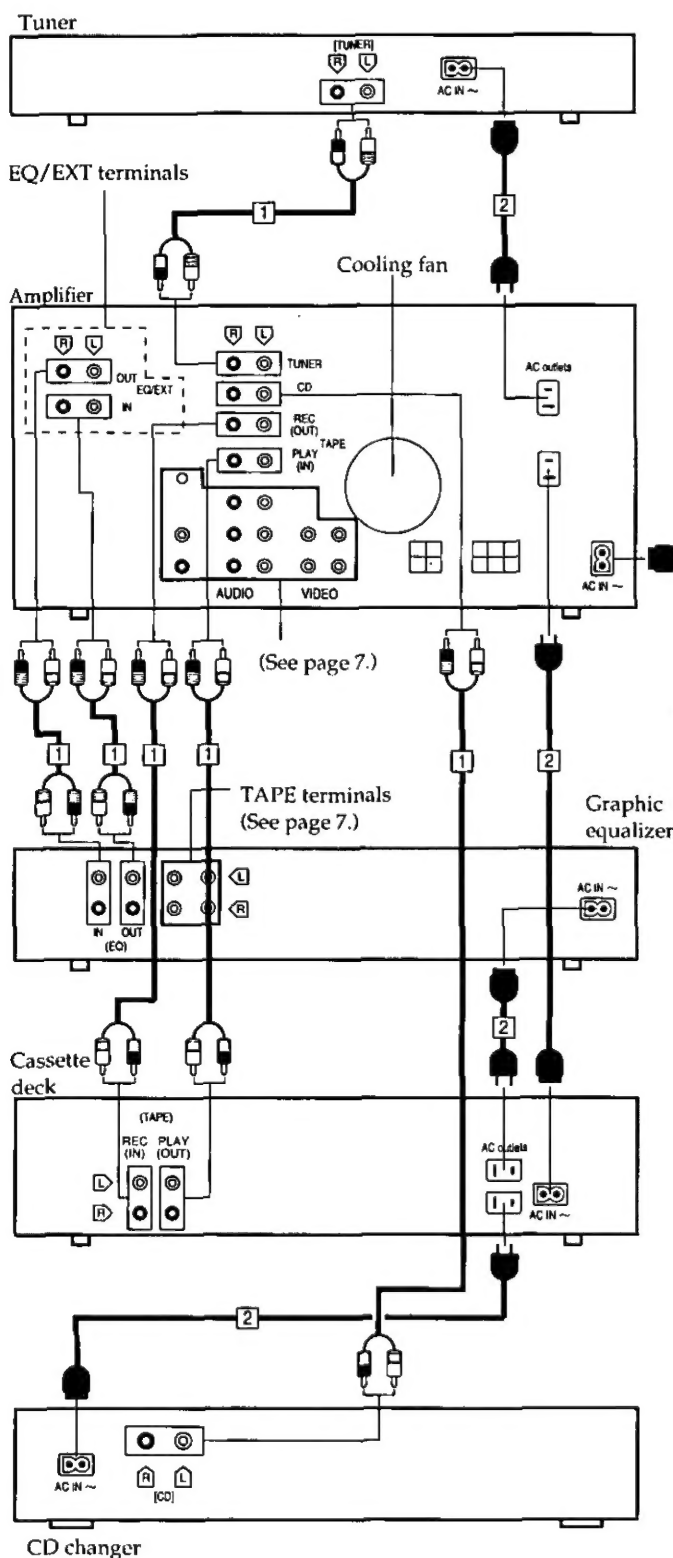 Tuner
[TUNER]
R L
AC IN ~
EQ/EXT terminals
1
2
Cooling fan
Amplifier
R L
R L
OUT
EQ/EXT
IN
TUNER
CD
REC
(OUT)
TAPE
PLAY
(IN)
AC outlets
AUDIO VIDEO
AC IN ~
(See page 7.)
1 1 1 1 1 2
TAPE terminals
(See page 7.)
Graphic
equalizer
L
R
IN OUT
(EQ)
AC IN ~
2
Cassette
deck
(TAPE)
REC PLAY
(IN) (OUT)
L
R
AC outlets
AC IN ~
2
AC IN ~
R L
[CD]
CD changer